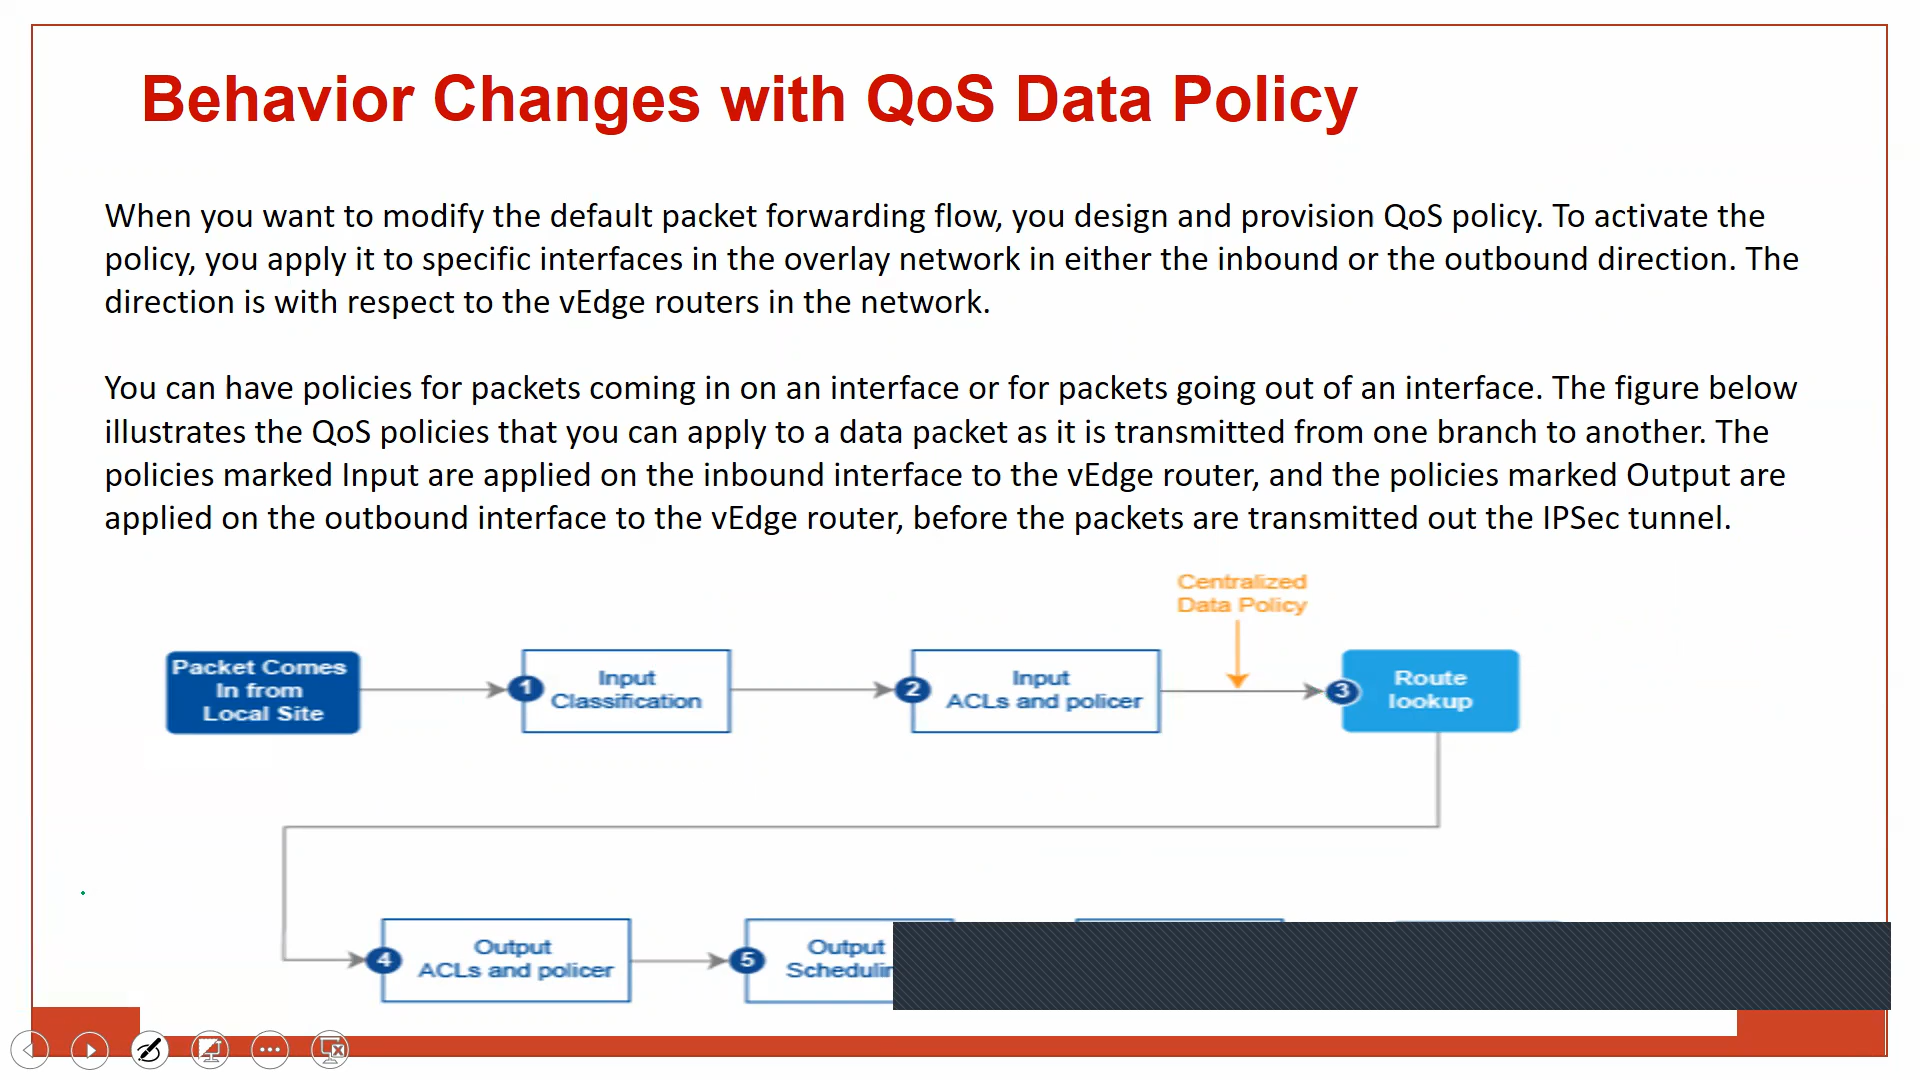 Behavior Changes with QoS Data Policy
When you want to modify the default packet forwarding flow, you design and provision QoS policy. To activate the
policy, you apply it to specific interfaces in the overlay network in either the inbound or the outbound direction. The
direction is with respect to the vEdge routers in the network.
You can have policies for packets coming in on an interface or for packets going out of an interface. The figure below
illustrates the QoS policies that you can apply to a data packet as it is transmitted from one branch to another. The
policies marked Input are applied on the inbound interface to the vEdge router, and the policies marked Output are
applied on the outbound interface to the vEdge router, before the packets are transmitted out the IPSec tunnel.
Centralized
Data Policy
Packet Comes
In from
Local Site
1
Input
Classification
2
Input
ACLs and policer
3
Route
lookup
4
Output
ACLs and policer
5
Output